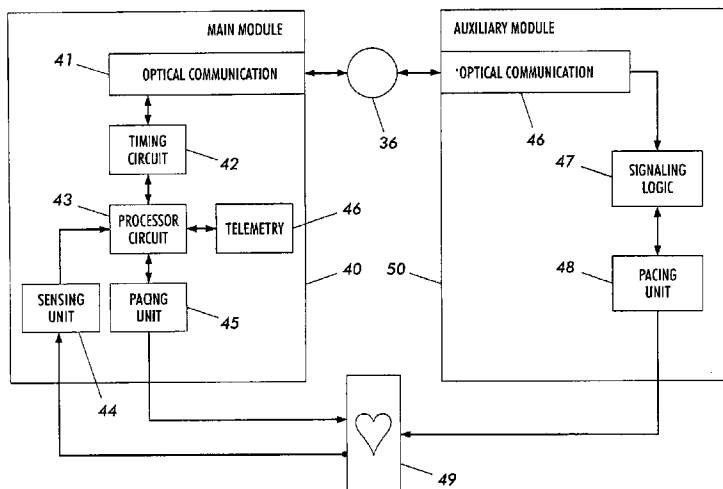 MAIN MODULE
AUXILIARY MODULE
41
OPTICAL COMMUNICATION
OPTICAL COMMUNICATION
36
46
TIMING
CIRCUIT
42
47
SIGNALING
LOGIC
43
46
PROCESSOR
CIRCUIT
TELEMETRY
40
50
48
SENSING
UNIT
PACING
UNIT
45
PACING
UNIT
44
49